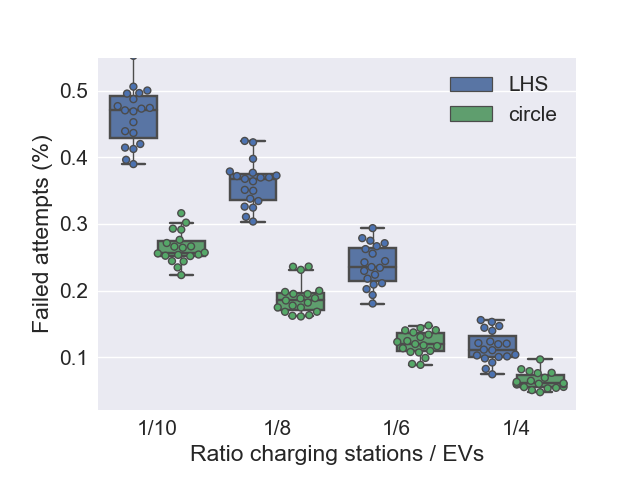 LHS
circle
Failed attempts (%)
0.5
0.4
0.3
0.2
0.1
1/10 1/8 1/6 1/4
Ratio charging stations / EVs